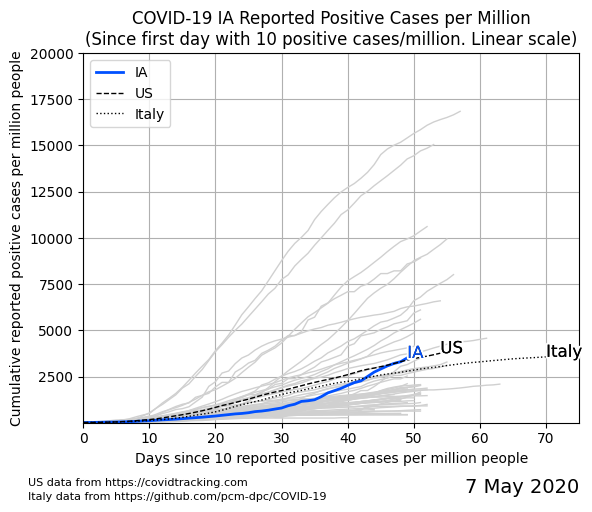 COVID-19 IA Reported Positive Cases per Million
(Since first day with 10 positive cases/million. Linear scale)
Cumulative reported positive cases per million people
20000
17500
15000
12500
10000
7500
5000
2500
IA
US
Italy
IA
US
Italy
0
10
20
30
40
50
60
70
Days since 10 reported positive cases per million people
US data from https://covidtracking.com
Italy data from https://github.com/pcm-dpc/COVID-19
7 May 2020